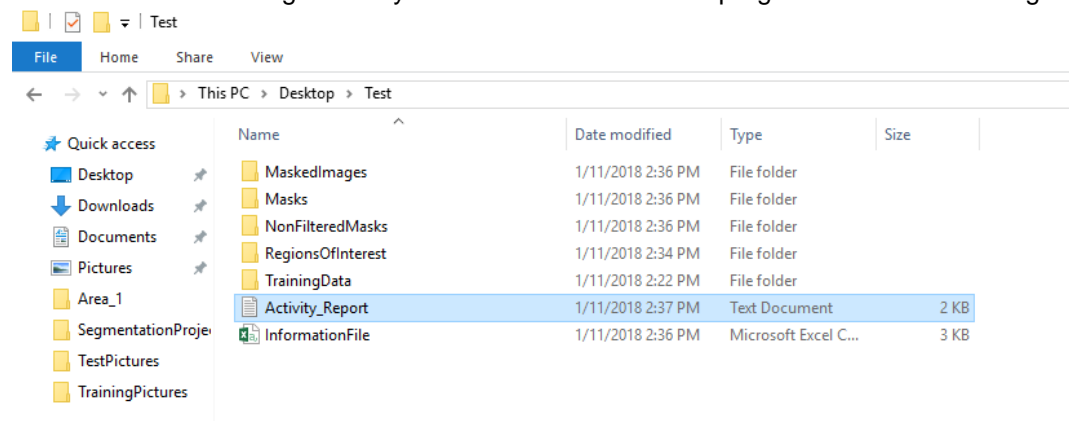 Test
File Home Share View
This PC > Desktop > Test
Name Date modified Type Size
Quick access
Desktop
Downloads
Documents
Pictures
Area_1
SegmentationProje
TestPictures
TrainingPictures
MaskedImages 1/11/2018 2:36 PM File folder
Masks 1/11/2018 2:36 PM File folder
NonFilteredMasks 1/11/2018 2:36 PM File folder
RegionsOfInterest 1/11/2018 2:34 PM File folder
TrainingData 1/11/2018 2:22 PM File folder
Activity_Report 1/11/2018 2:37 PM Text Document 2 KB
InformationFile 1/11/2018 2:36 PM Microsoft Excel C... 3 KB